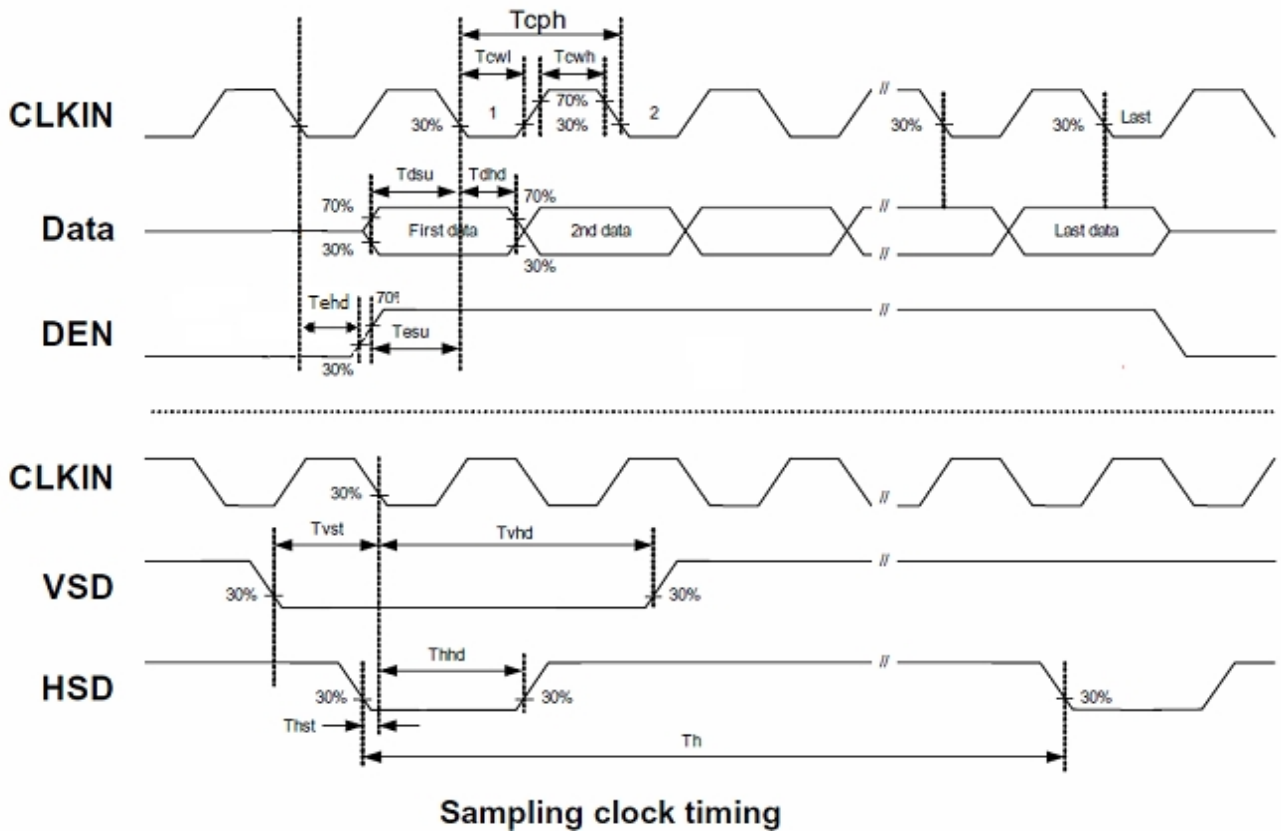 Tcph
Tcwl Tcwh
CLKIN
30% 1 70% 30% 2 30% 30% Last
Tdsu Tdhd
70% 70%
Data First data 2nd data Last data
30% 30%
Tehd 70%
DEN
Tesu
30%
CLKIN
30%
Tvst Tvhd
VSD
30% 30%
Thhd
HSD
30% 30% 30%
Thst
Th
Sampling clock timing